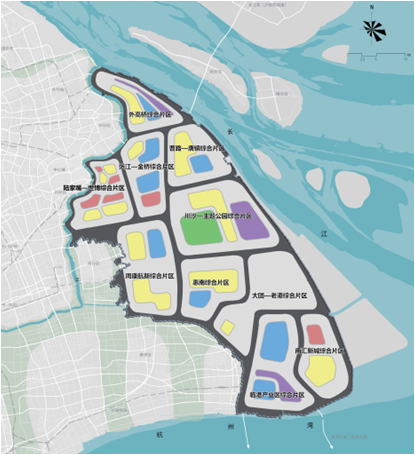 N
外高桥综合片区
长
曹路—唐镇综合片区
张江—金桥综合片区
陆家嘴—世博综合片区
川沙—主题公园综合片区
江
周康航新综合片区
惠南综合片区
大团—老港综合片区
南汇新城综合片区
临港产业区综合片区
杭
州
湾